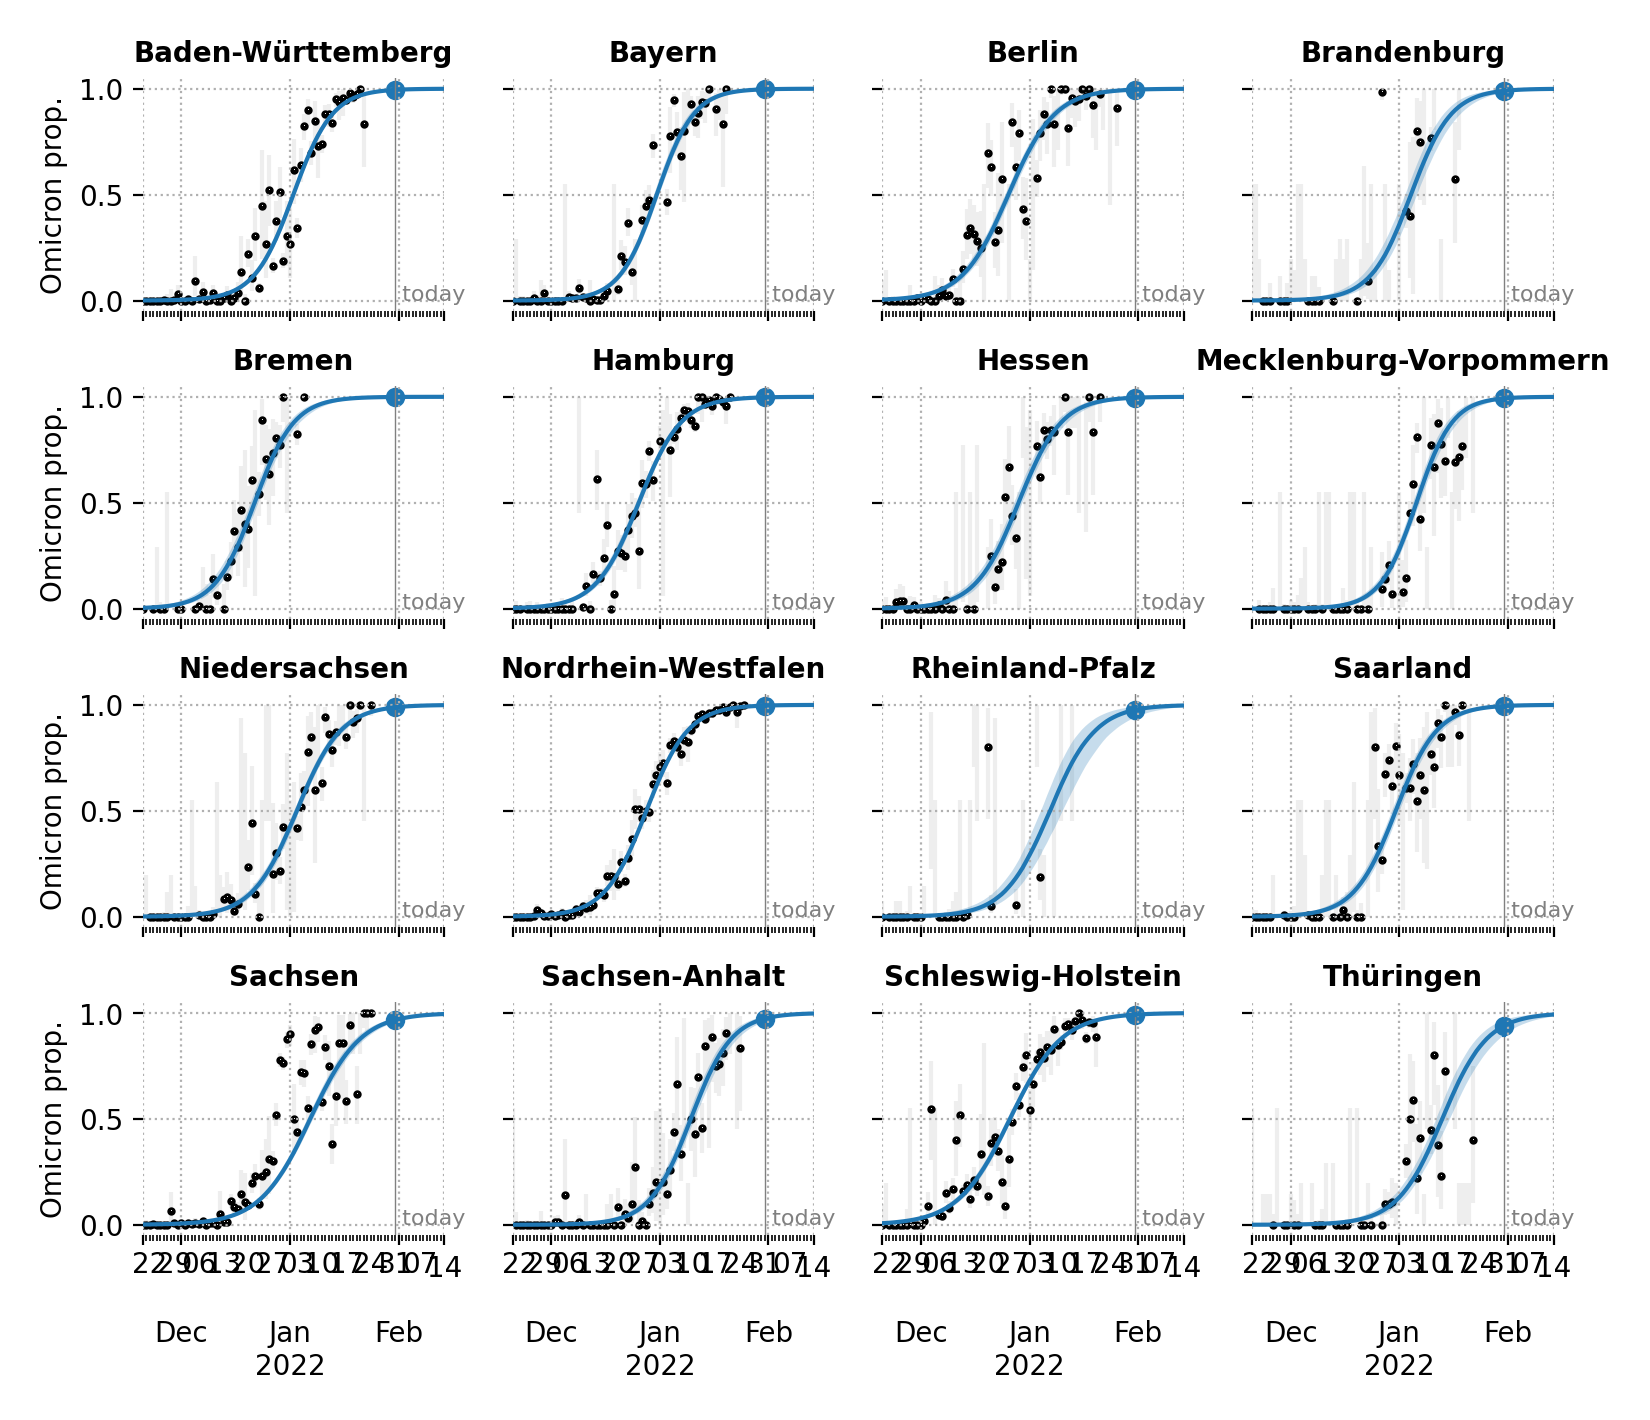 Baden-Württemberg Bayern Berlin Brandenburg
Omicron prop.
1.0
0.5
0.0
today today today today
Bremen Hamburg Hessen Mecklenburg-Vorpommern
Omicron prop.
1.0
0.5
0.0
today today today today
Niedersachsen Nordrhein-Westfalen Rheinland-Pfalz Saarland
Omicron prop.
1.0
0.5
0.0
today today today today
Sachsen Sachsen-Anhalt Schleswig-Holstein Thüringen
Omicron prop.
1.0
0.5
0.0
today today today today
22 29 06 13 20 27 03 10 17 24 31 07 14 22 29 06 13 20 27 03 10 17 24 31 07 14 22 29 06 13 20 27 03 10 17 24 31 07 14 22 29 06 13 20 27 03 10 17 24 31 07 14
Dec Jan Feb Dec Jan Feb Dec Jan Feb Dec Jan Feb
2022 2022 2022 2022